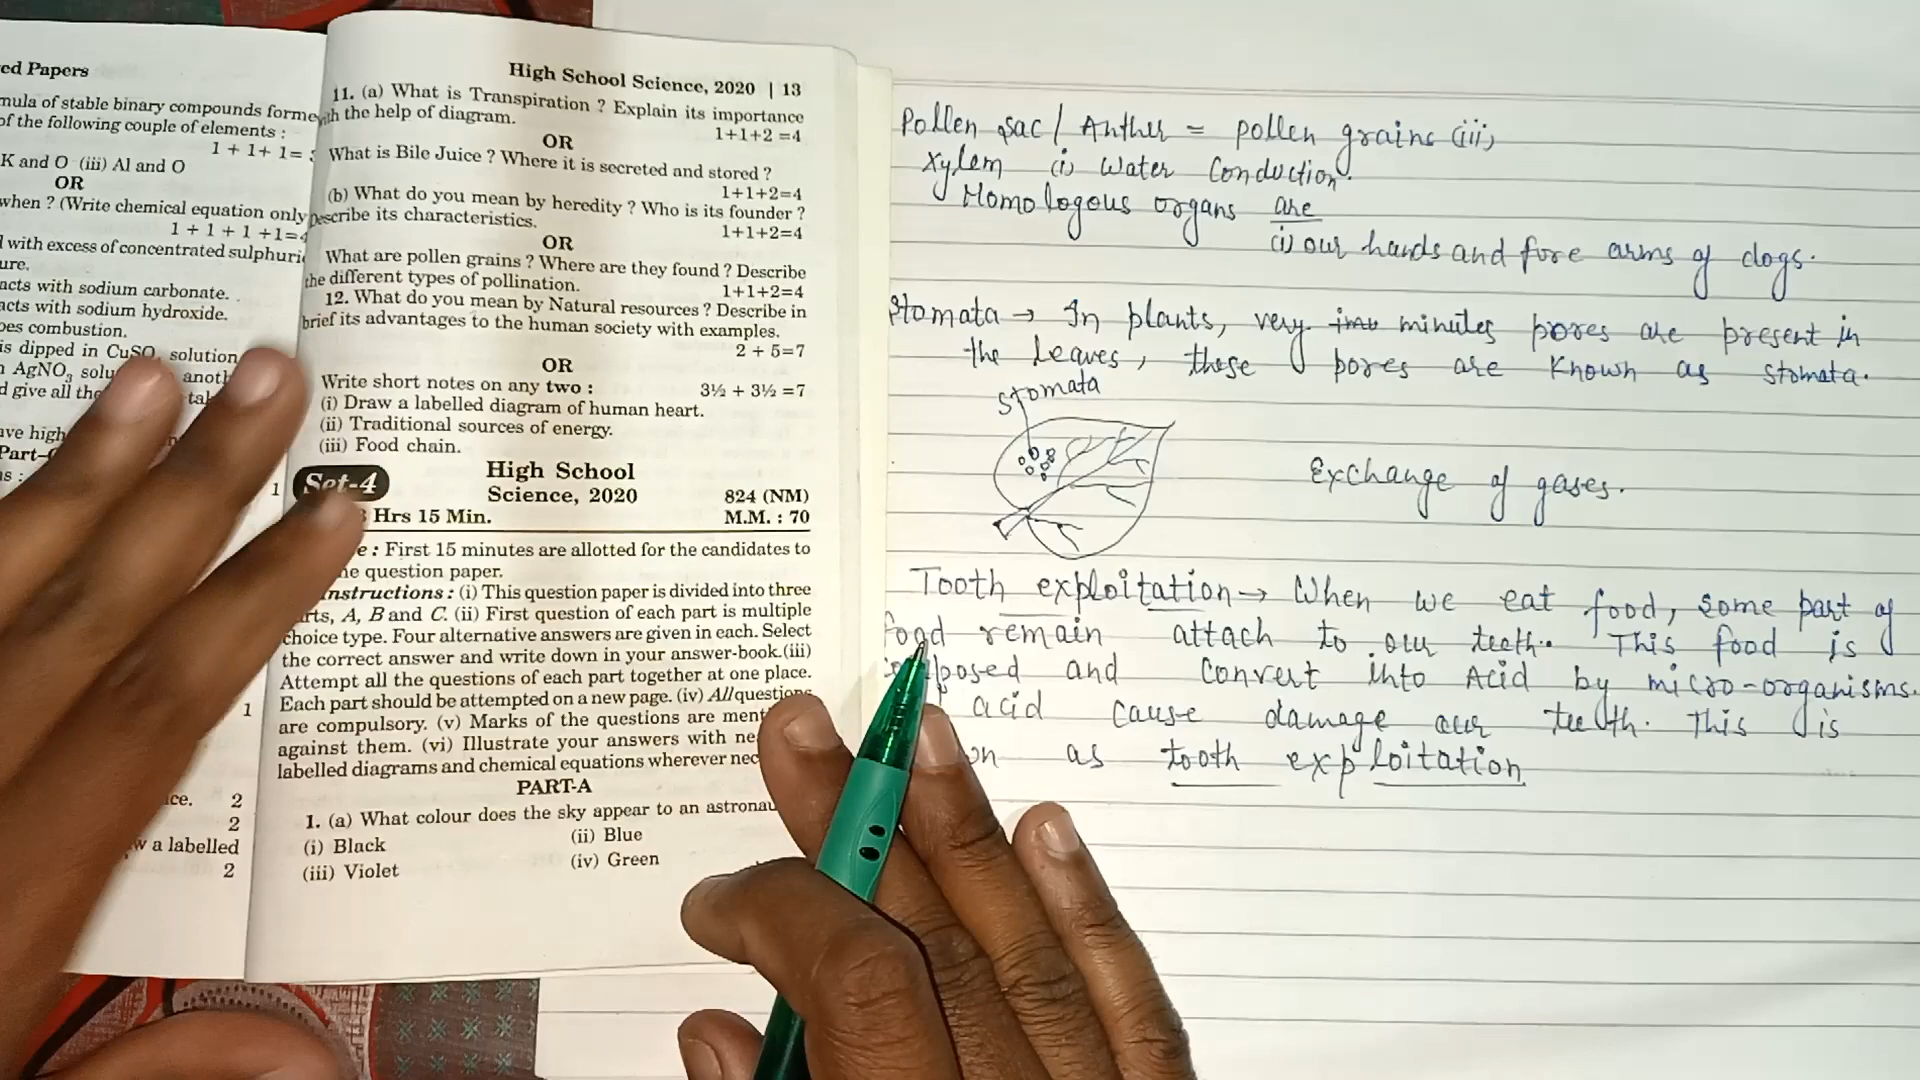 ed Papers
mula of stable binary compounds forme
of the following couple of elements :
1 + 1+ 1=
K and O (iii) Al and O
OR
when ? (Write chemical equation only
1 + 1 + 1 +1=4
with excess of concentrated sulphuri
ure.
acts with sodium carbonate.
acts with sodium hydroxide.
oes combustion.
is dipped in CuSO solution
AgNO3 solu anoth
d give all the tal
ave high
Part-
1
1
ice. 2
2
w a labelled
2
High School Science, 2020 | 13
11. (a) What is Transpiration ? Explain its importance
with the help of diagram.
1+1+2 =4
OR
What is Bile Juice ? Where it is secreted and stored ?
1+1+2=4
(b) What do you mean by heredity ? Who is its founder ?
Describe its characteristics.
1+1+2=4
OR
What are pollen grains ? Where are they found ? Describe
the different types of pollination.
1+1+2=4
12. What do you mean by Natural resources ? Describe in
brief its advantages to the human society with examples.
2 + 5=7
OR
Write short notes on any two :
3½ + 3½ =7
(i) Draw a labelled diagram of human heart.
(ii) Traditional sources of energy.
(iii) Food chain.
Set-4
High School
Science, 2020
824 (NM)
Hrs 15 Min.
M.M. : 70
e : First 15 minutes are allotted for the candidates to
he question paper.
nstructions : (i) This question paper is divided into three
rts, A, B and C. (ii) First question of each part is multiple
choice type. Four alternative answers are given in each. Select
the correct answer and write down in your answer-book.(iii)
Attempt all the questions of each part together at one place.
Each part should be attempted on a new page. (iv) All questions
are compulsory. (v) Marks of the questions are ment
against them. (vi) Illustrate your answers with ne
labelled diagrams and chemical equations wherever nec
PART-A
1. (a) What colour does the sky appear to an astronau
(i) Black (ii) Blue
(iii) Violet (iv) Green
Pollen sac / Anther = pollen grains (iii)
Xylem (i) Water Conduction.
Homologous organs are
(i) our hands and fore arms of dogs.
Stomata → In plants, very minutes pores are present in
the leaves, these pores are known as stomata.
stomata
Exchange of gases.
Tooth exploitation → When we eat food, some part of
food remain attach to our teeth. This food is
posed and convert into Acid by micro-organisms.
acid cause damage our teeth. This is
wn as tooth exploitation